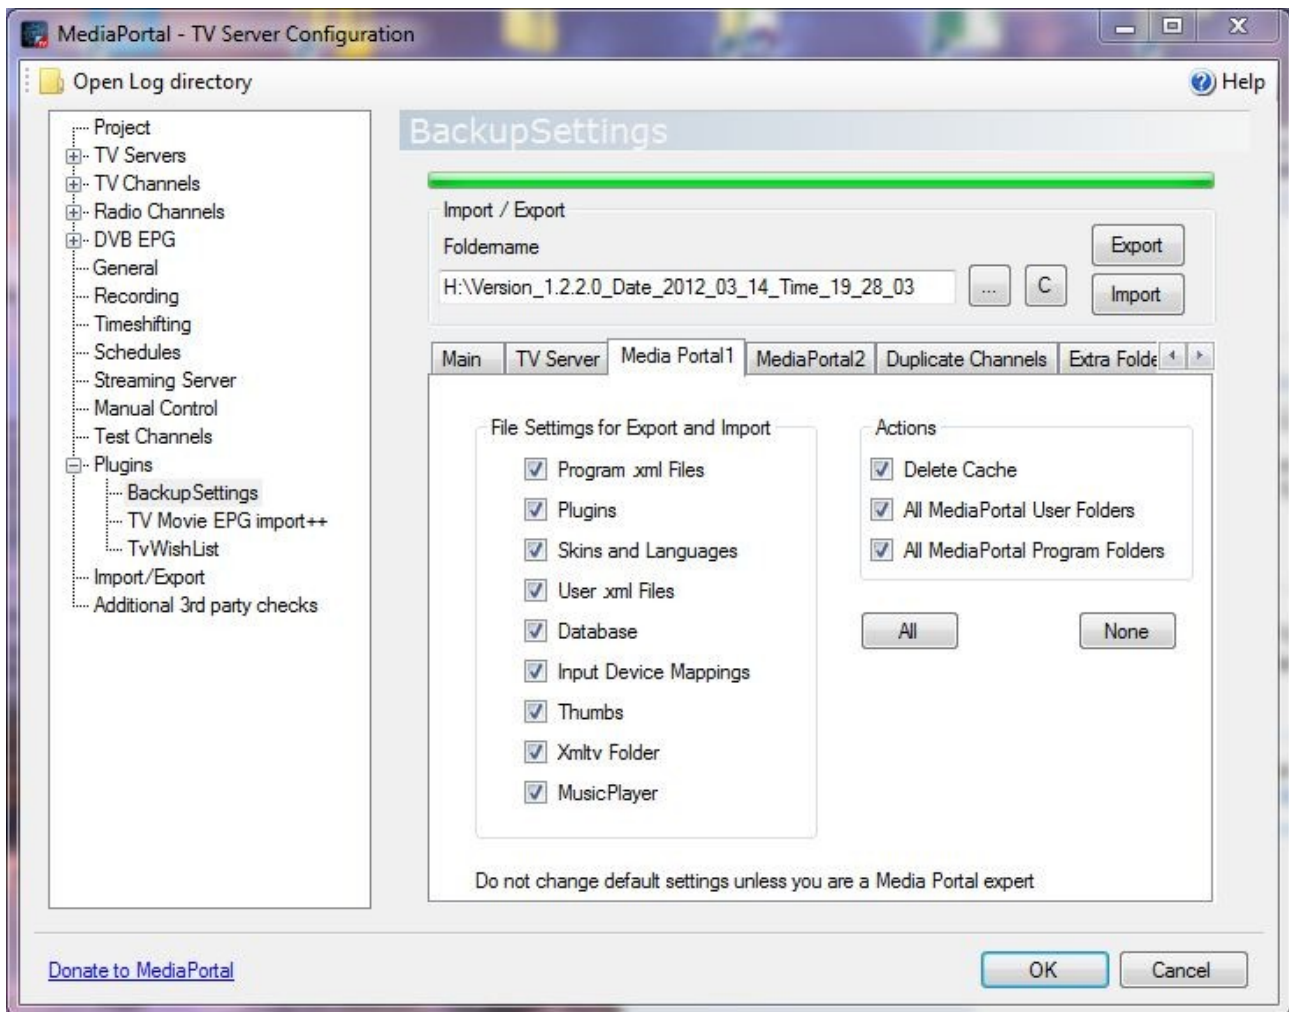 MediaPortal - TV Server Configuration
Open Log directory
Help
Project
TV Servers
TV Channels
Radio Channels
DVB EPG
General
Recording
Timeshifting
Schedules
Streaming Server
Manual Control
Test Channels
Plugins
BackupSettings
TV Movie EPG import++
TvWishList
Import/Export
Additional 3rd party checks
BackupSettings
Import / Export
Foldername
H:\Version_1.2.2.0_Date_2012_03_14_Time_19_28_03
...
C
Export
Import
Main
TV Server
Media Portal1
MediaPortal2
Duplicate Channels
Extra Folde
File Settimgs for Export and Import
Program .xml Files
Plugins
Skins and Languages
User .xml Files
Database
Input Device Mappings
Thumbs
Xmltv Folder
MusicPlayer
Actions
Delete Cache
All MediaPortal User Folders
All MediaPortal Program Folders
All
None
Do not change default settings unless you are a Media Portal expert
Donate to MediaPortal
OK
Cancel